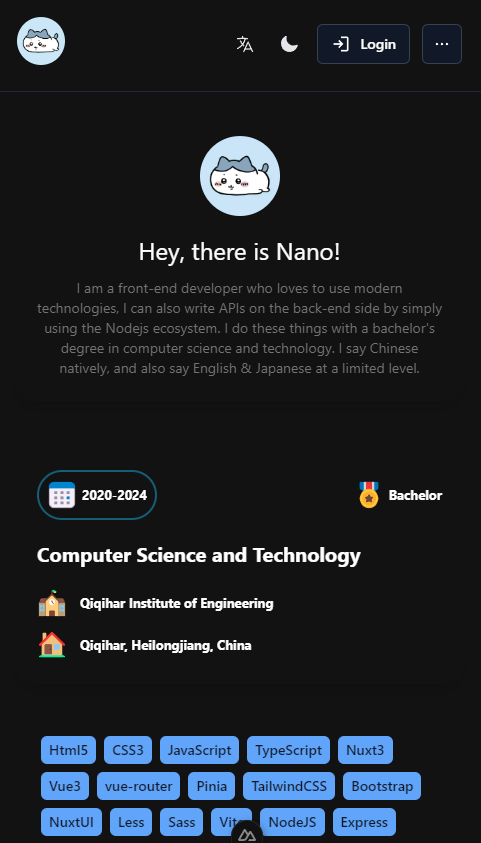 Login
Hey, there is Nano!
I am a front-end developer who loves to use modern
technologies, I can also write APIs on the back-end side by simply
using the Nodejs ecosystem. I do these things with a bachelor's
degree in computer science and technology. I say Chinese
natively, and also say English & Japanese at a limited level.
2020-2024 Bachelor
Computer Science and Technology
Qiqihar Institute of Engineering
Qiqihar, Heilongjiang, China
Html5 CSS3 JavaScript TypeScript Nuxt3
Vue3 vue-router Pinia TailwindCSS Bootstrap
NuxtUI Less Sass Vite NodeJS Express